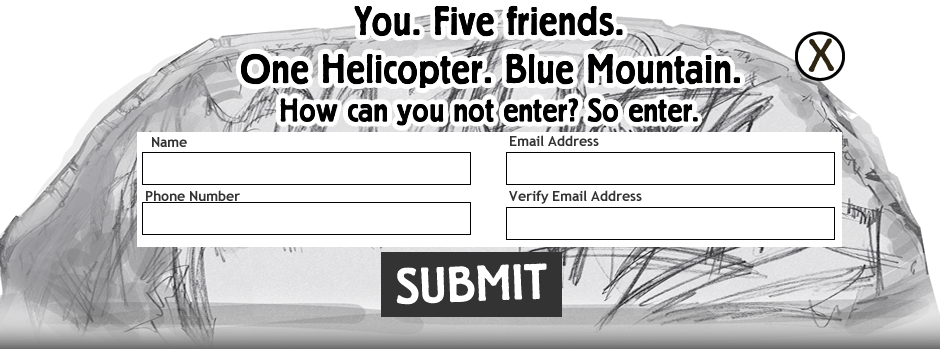 You. Five friends.
One Helicopter. Blue Mountain.
X
How can you not enter? So enter.
Name
Email Address
Phone Number
Verify Email Address
SUBMIT